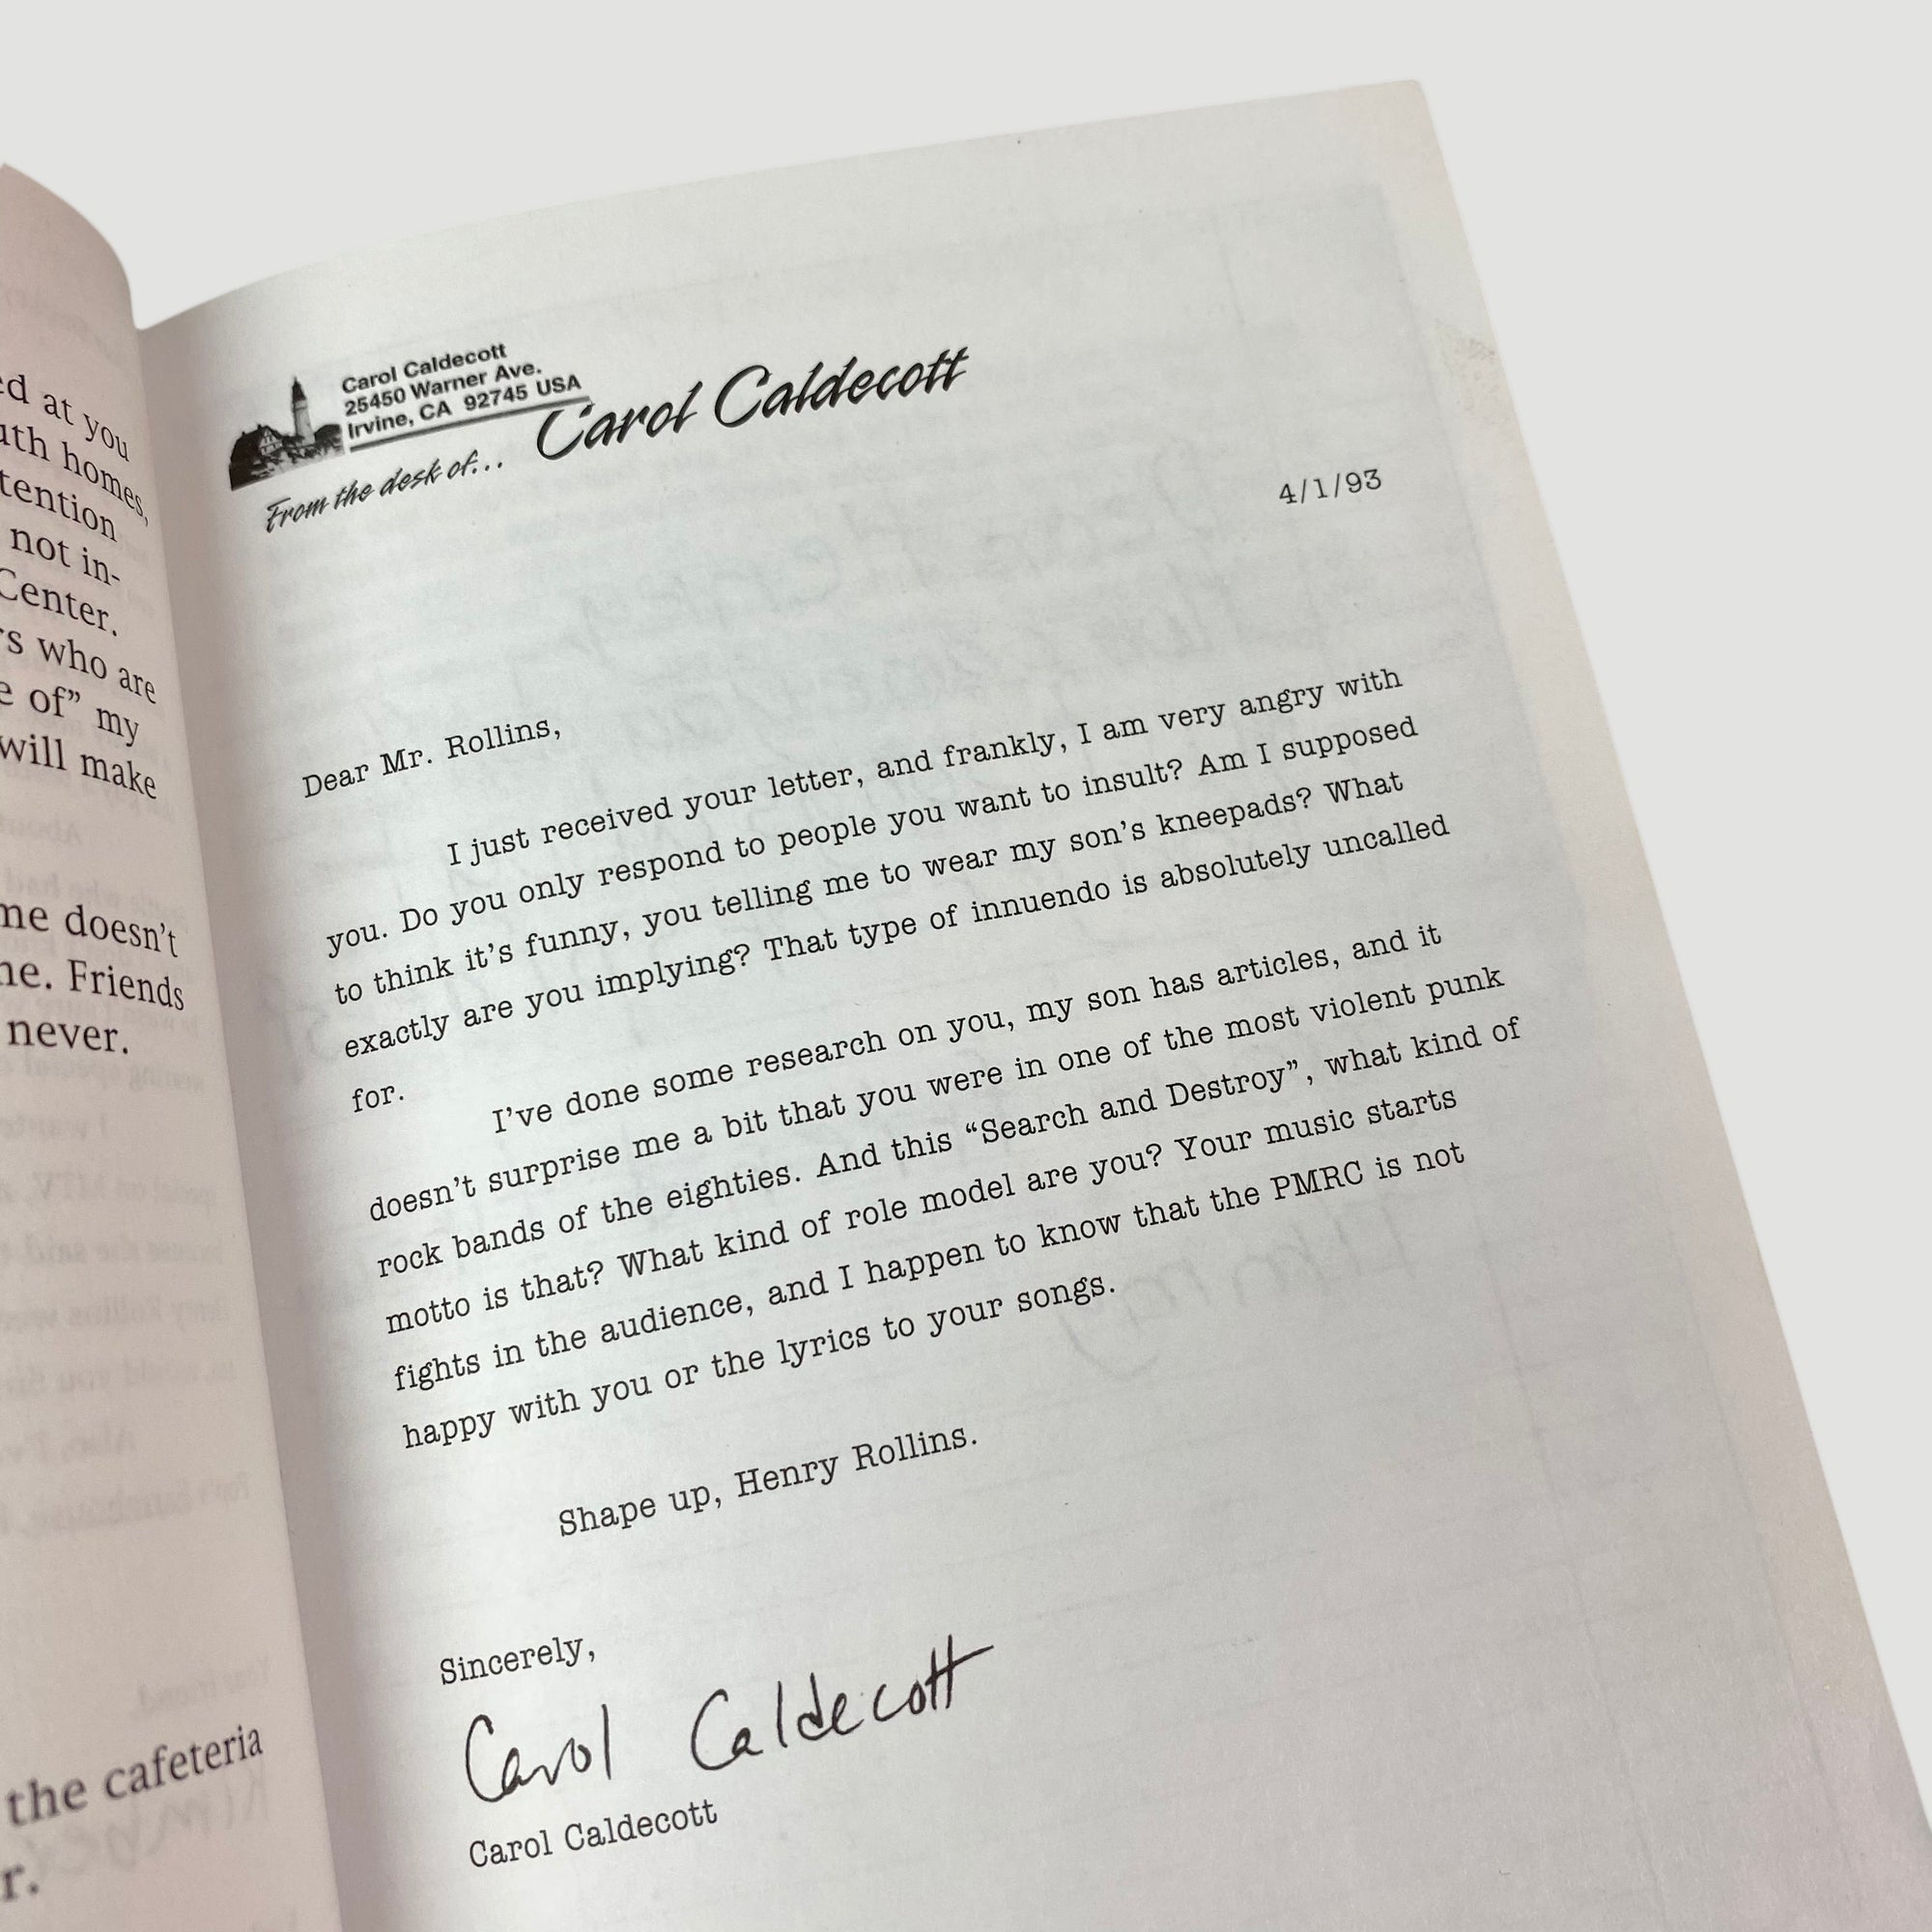 ed at you
uth homes,
tention
not in-
Center.
rs who are
e of” my
will make
me doesn’t
ne. Friends
never.
the cafeteria
r.
Carol Caldecott
25450 Warner Ave.
Irvine, CA 92745 USA
From the desk of... Carol Caldecott
4/1/93
Dear Mr. Rollins,
I just received your letter, and frankly, I am very angry with
you. Do you only respond to people you want to insult? Am I supposed
to think it’s funny, you telling me to wear my son’s kneepads? What
exactly are you implying? That type of innuendo is absolutely uncalled
for.
I’ve done some research on you, my son has articles, and it
doesn’t surprise me a bit that you were in one of the most violent punk
rock bands of the eighties. And this “Search and Destroy”, what kind of
motto is that? What kind of role model are you? Your music starts
fights in the audience, and I happen to know that the PMRC is not
happy with you or the lyrics to your songs.
Shape up, Henry Rollins.
Sincerely,
Carol Caldecott
Carol Caldecott